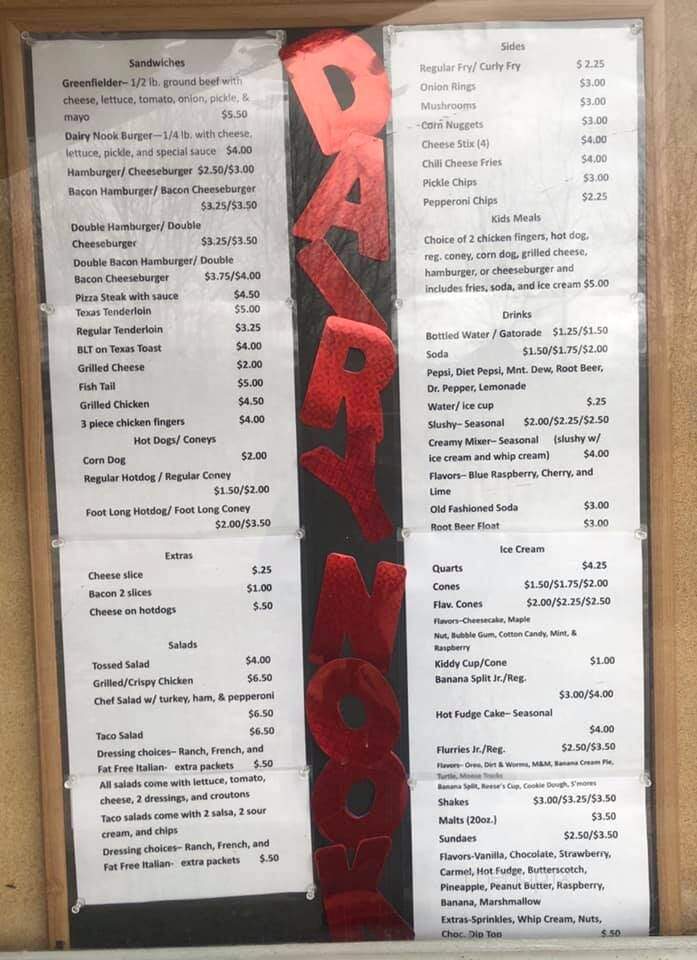 Sandwiches
Greenfielder– 1/2 lb. ground beef with
cheese, lettuce, tomato, onion, pickle, &
mayo $5.50
Dairy Nook Burger—1/4 lb. with cheese,
lettuce, pickle, and special sauce $4.00
Hamburger/ Cheeseburger $2.50/$3.00
Bacon Hamburger/ Bacon Cheeseburger
$3.25/$3.50
Double Hamburger/ Double
Cheeseburger $3.25/$3.50
Double Bacon Hamburger/ Double
Bacon Cheeseburger $3.75/$4.00
Pizza Steak with sauce $4.50
Texas Tenderloin $5.00
Regular Tenderloin $3.25
BLT on Texas Toast $4.00
Grilled Cheese $2.00
Fish Tail $5.00
Grilled Chicken $4.50
3 piece chicken fingers $4.00
Hot Dogs/ Coneys
Corn Dog $2.00
Regular Hotdog / Regular Coney
$1.50/$2.00
Foot Long Hotdog/ Foot Long Coney
$2.00/$3.50
Extras
Cheese slice $.25
Bacon 2 slices $1.00
Cheese on hotdogs $.50
Salads
Tossed Salad $4.00
Grilled/Crispy Chicken $6.50
Chef Salad w/ turkey, ham, & pepperoni
$6.50
Taco Salad $6.50
Dressing choices– Ranch, French, and
Fat Free Italian- extra packets $.50
All salads come with lettuce, tomato,
cheese, 2 dressings, and croutons
Taco salads come with 2 salsa, 2 sour
cream, and chips
Dressing choices– Ranch, French, and
Fat Free Italian- extra packets $.50
DAIRY NOOK
Sides
Regular Fry/ Curly Fry $ 2.25
Onion Rings $3.00
Mushrooms $3.00
Corn Nuggets $3.00
Cheese Stix (4) $4.00
Chili Cheese Fries $4.00
Pickle Chips $3.00
Pepperoni Chips $2.25
Kids Meals
Choice of 2 chicken fingers, hot dog,
reg. coney, corn dog, grilled cheese,
hamburger, or cheeseburger and
includes fries, soda, and ice cream $5.00
Drinks
Bottled Water / Gatorade $1.25/$1.50
Soda $1.50/$1.75/$2.00
Pepsi, Diet Pepsi, Mnt. Dew, Root Beer,
Dr. Pepper, Lemonade
Water/ ice cup $.25
Slushy– Seasonal $2.00/$2.25/$2.50
Creamy Mixer– Seasonal (slushy w/
ice cream and whip cream) $4.00
Flavors– Blue Raspberry, Cherry, and
Lime
Old Fashioned Soda $3.00
Root Beer Float $3.00
Ice Cream
Quarts $4.25
Cones $1.50/$1.75/$2.00
Flav. Cones $2.00/$2.25/$2.50
Flavors–Cheesecake, Maple
Nut, Bubble Gum, Cotton Candy, Mint, &
Raspberry
Kiddy Cup/Cone $1.00
Banana Split Jr./Reg.
$3.00/$4.00
Hot Fudge Cake– Seasonal
$4.00
Flurries Jr./Reg. $2.50/$3.50
Flavors– Oreo, Dirt & Worms, M&M, Banana Cream Pie,
Turtle, Moose Tracks
Banana Split, Reese's Cup, Cookie Dough, S'mores
Shakes $3.00/$3.25/$3.50
Malts (20oz.) $3.50
Sundaes $2.50/$3.50
Flavors-Vanilla, Chocolate, Strawberry,
Carmel, Hot Fudge, Butterscotch,
Pineapple, Peanut Butter, Raspberry,
Banana, Marshmallow
Extras-Sprinkles, Whip Cream, Nuts,
Choc. Dip Top $.50